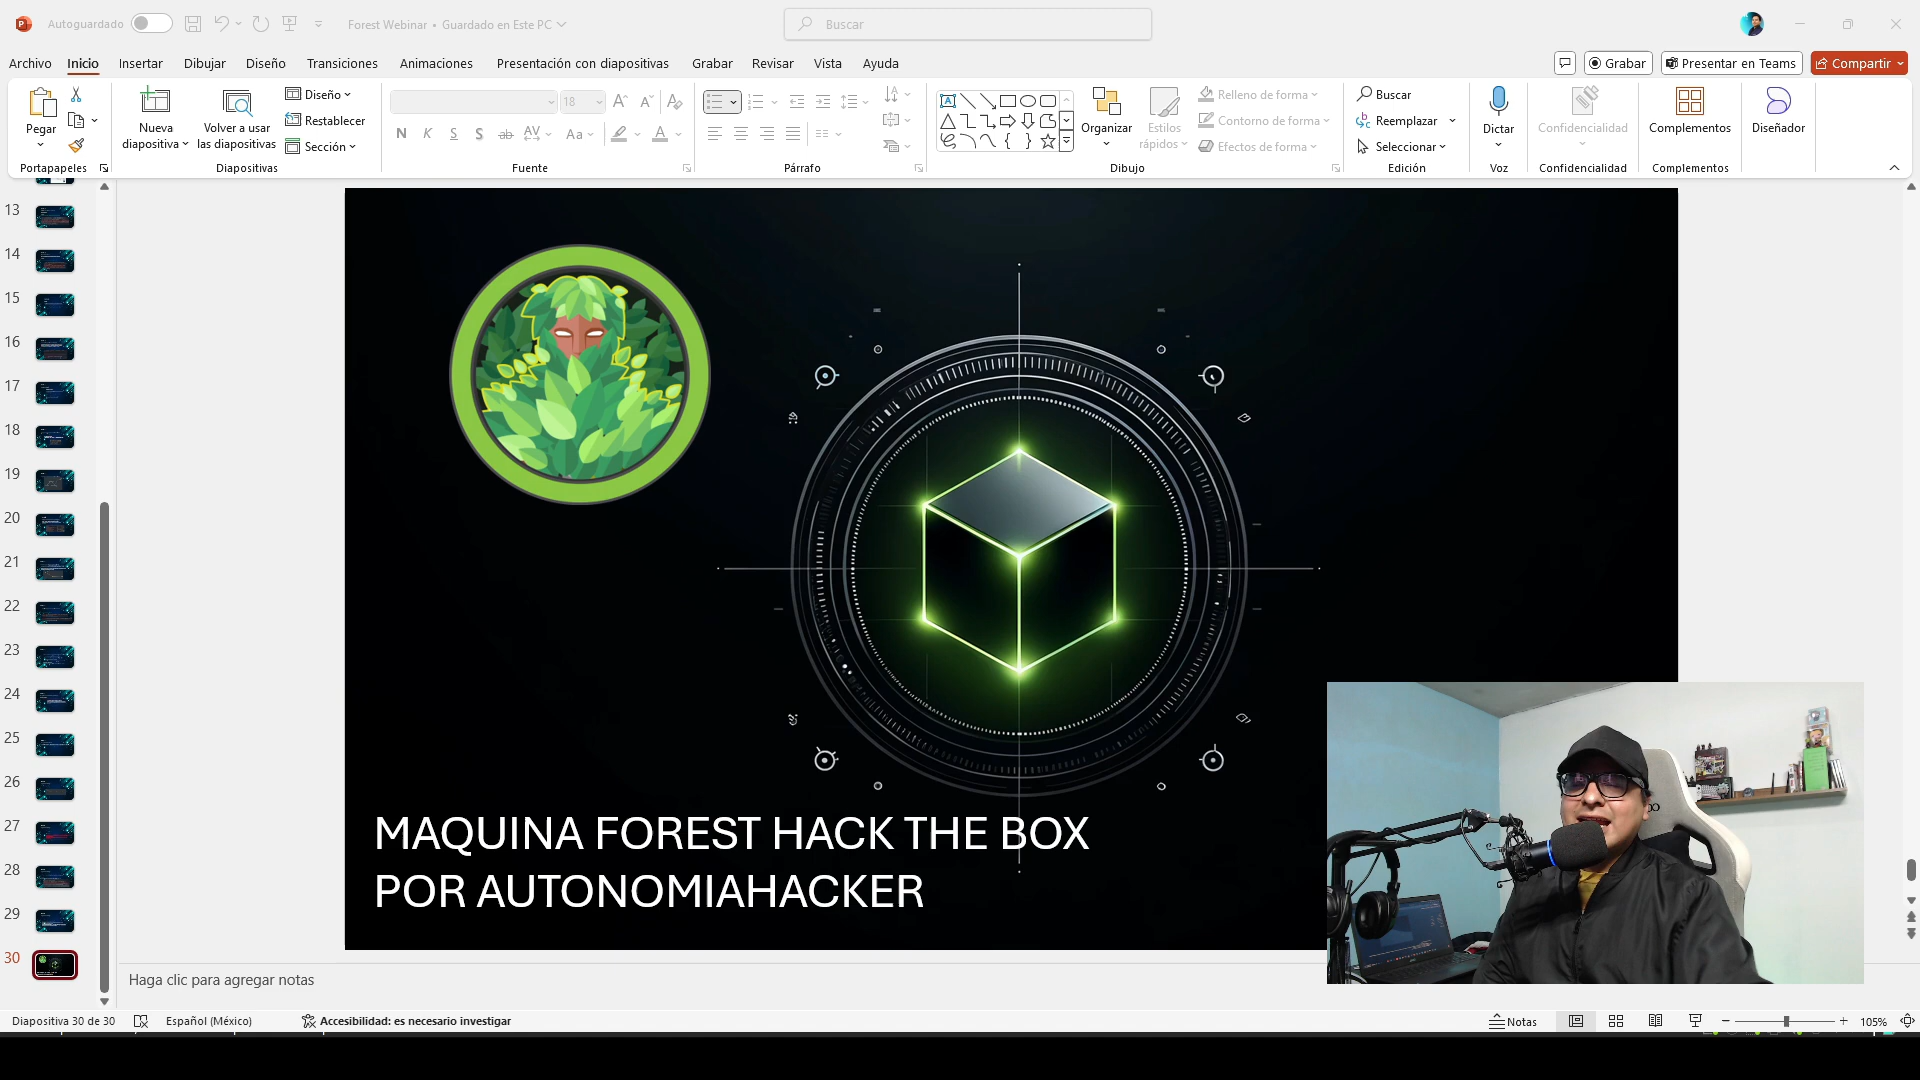 Autoguardado
Forest Webinar • Guardado en Este PC
Buscar
Archivo Inicio Insertar Dibujar Diseño Transiciones Animaciones Presentación con diapositivas Grabar Revisar Vista Ayuda
Grabar
Presentar en Teams
Compartir
Pegar
Portapapeles
Nueva
diapositiva
Volver a usar
las diapositivas
Diseño
Restablecer
Sección
Diapositivas
18
N K S S ab AV Aa A
Fuente
Párrafo
Organizar
Estilos
rápidos
Relleno de forma
Contorno de forma
Efectos de forma
Dibujo
Buscar
Reemplazar
Seleccionar
Edición
Dictar
Voz
Confidencialidad
Confidencialidad
Complementos
Complementos
Diseñador
13
14
15
16
17
18
19
20
21
22
23
24
25
26
27
28
29
30
MAQUINA FOREST HACK THE BOX
POR AUTONOMIAHACKER
Haga clic para agregar notas
Diapositiva 30 de 30
Español (México)
Accesibilidad: es necesario investigar
Notas
105%